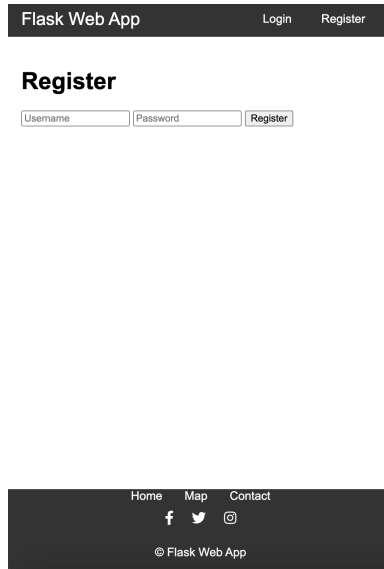 Flask Web App Login Register
Register
Username Password Register
Home Map Contact
© Flask Web App